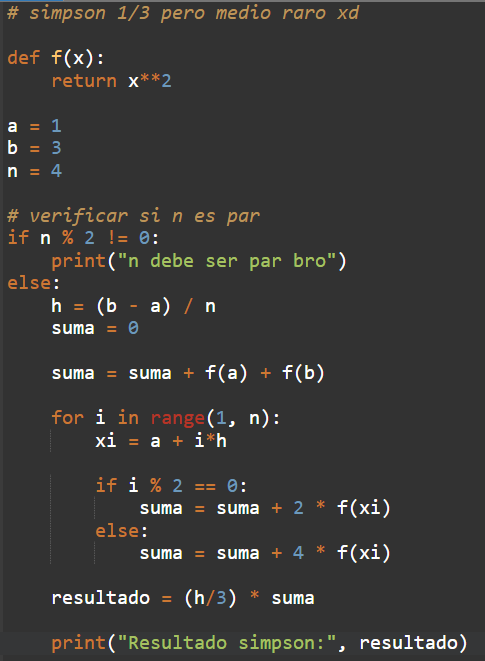 # simpson 1/3 pero medio raro xd
def f(x):
    return x**2
a = 1
b = 3
n = 4
# verificar si n es par
if n % 2 != 0:
    print("n debe ser par bro")
else:
    h = (b - a) / n
    suma = 0
    suma = suma + f(a) + f(b)
    for i in range(1, n):
        xi = a + i*h
        if i % 2 == 0:
            suma = suma + 2 * f(xi)
        else:
            suma = suma + 4 * f(xi)
    resultado = (h/3) * suma
    print("Resultado simpson:", resultado)